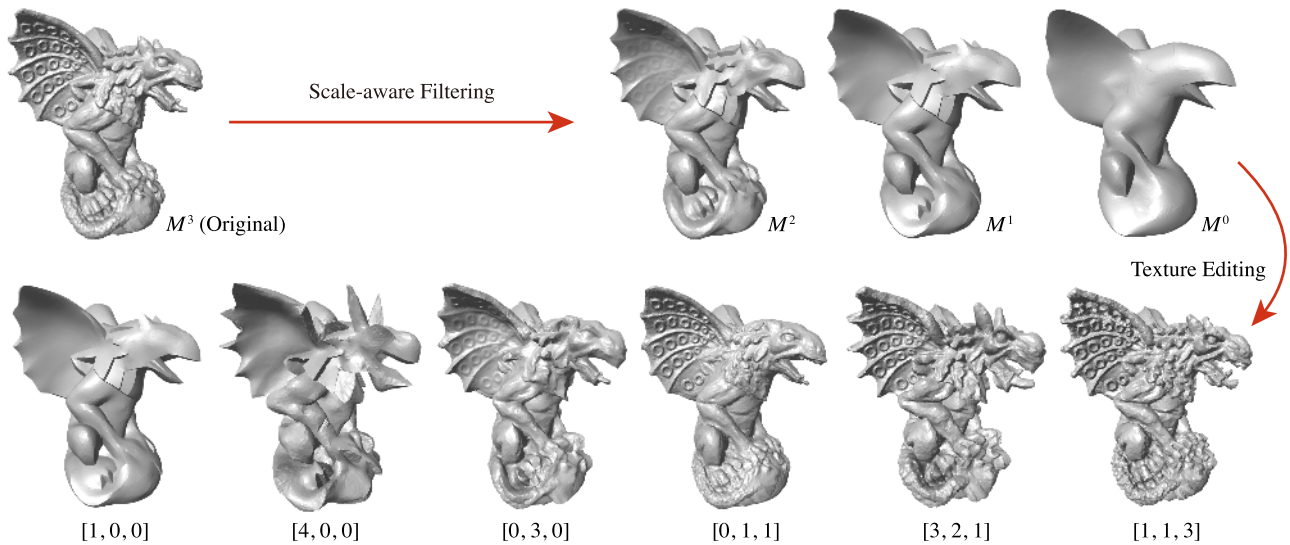 Scale-aware Filtering
M³ (Original)
M²
M¹
M⁰
Texture Editing
[1, 0, 0]
[4, 0, 0]
[0, 3, 0]
[0, 1, 1]
[3, 2, 1]
[1, 1, 3]